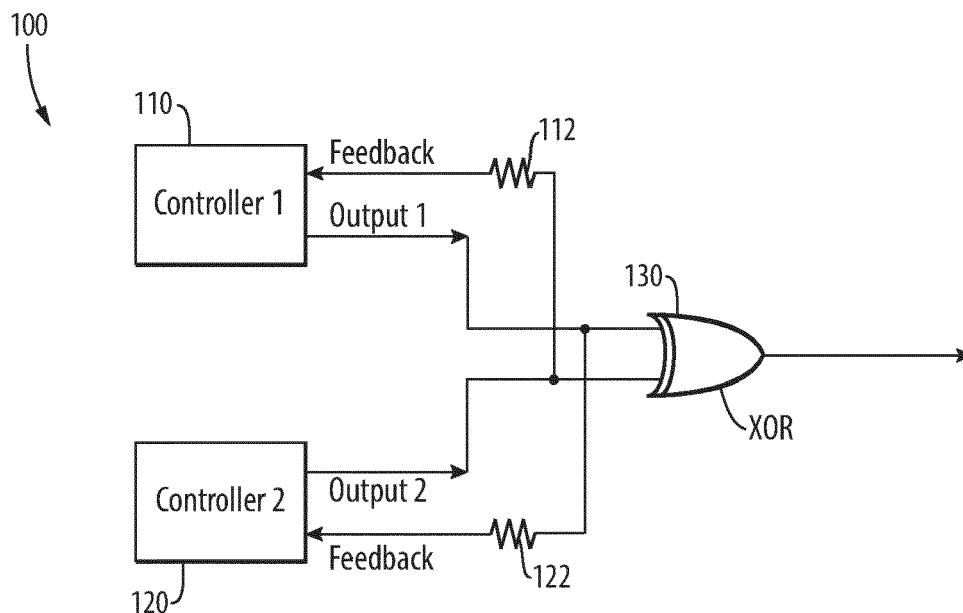 100
110
112
Feedback
Controller 1
Output 1
130
XOR
Controller 2
Output 2
Feedback
122
120